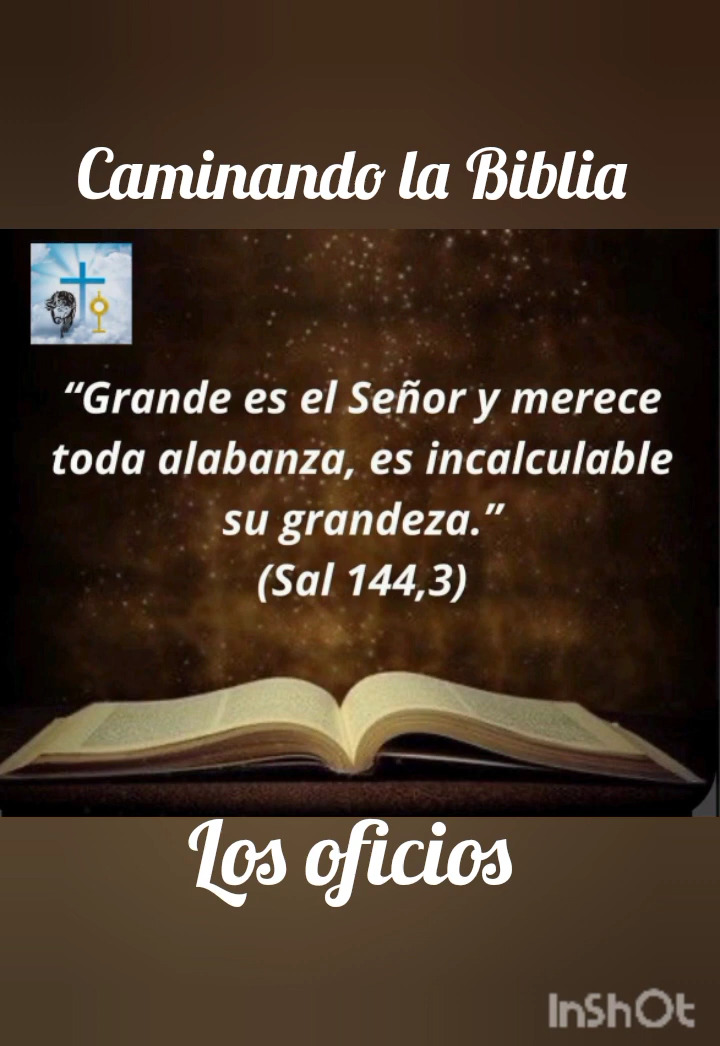 Caminando la Biblia
“Grande es el Señor y merece
toda alabanza, es incalculable
su grandeza.”
(Sal 144,3)
Los oficios
InShOt